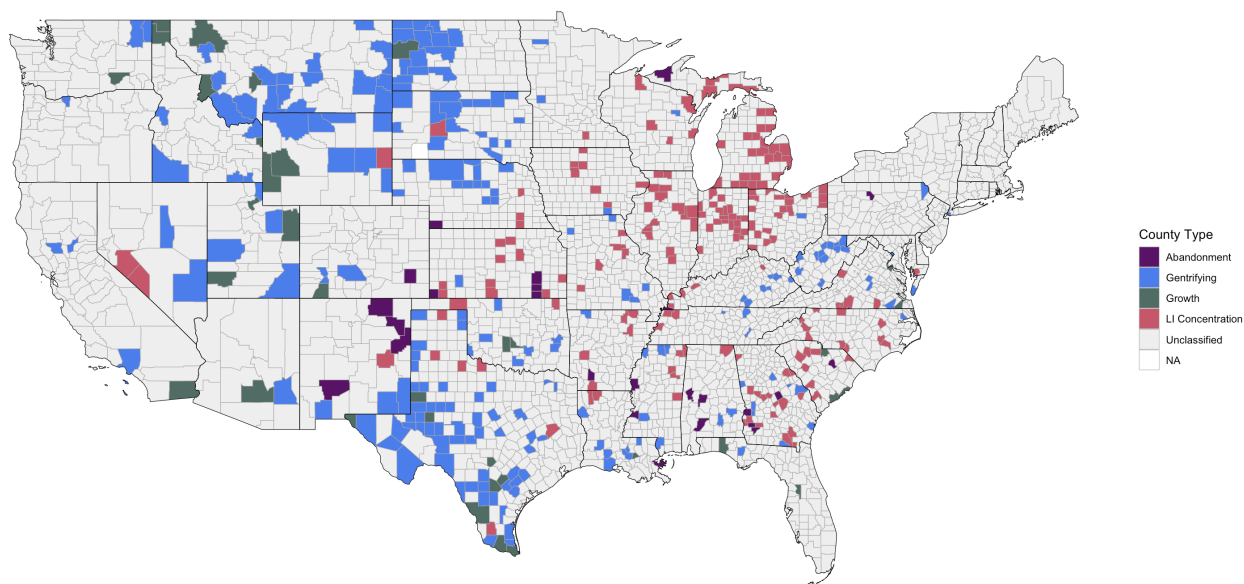 County Type
Abandonment
Gentrifying
Growth
LI Concentration
Unclassified
NA